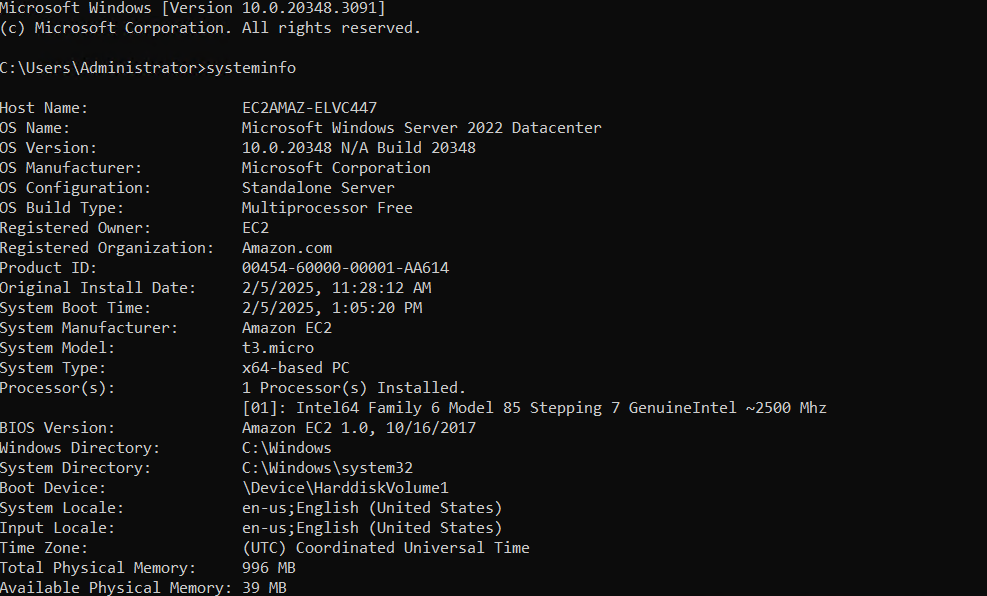 Microsoft Windows [Version 10.0.20348.3091]
(c) Microsoft Corporation. All rights reserved.
C:\Users\Administrator>systeminfo
Host Name:                 EC2AMAZ-ELVC447
OS Name:                   Microsoft Windows Server 2022 Datacenter
OS Version:                10.0.20348 N/A Build 20348
OS Manufacturer:           Microsoft Corporation
OS Configuration:          Standalone Server
OS Build Type:             Multiprocessor Free
Registered Owner:          EC2
Registered Organization:   Amazon.com
Product ID:                00454-60000-00001-AA614
Original Install Date:     2/5/2025, 11:28:12 AM
System Boot Time:          2/5/2025, 1:05:20 PM
System Manufacturer:       Amazon EC2
System Model:              t3.micro
System Type:               x64-based PC
Processor(s):              1 Processor(s) Installed.
                           [01]: Intel64 Family 6 Model 85 Stepping 7 GenuineIntel ~2500 Mhz
BIOS Version:              Amazon EC2 1.0, 10/16/2017
Windows Directory:         C:\Windows
System Directory:          C:\Windows\system32
Boot Device:               \Device\HarddiskVolume1
System Locale:             en-us;English (United States)
Input Locale:              en-us;English (United States)
Time Zone:                 (UTC) Coordinated Universal Time
Total Physical Memory:     996 MB
Available Physical Memory: 39 MB